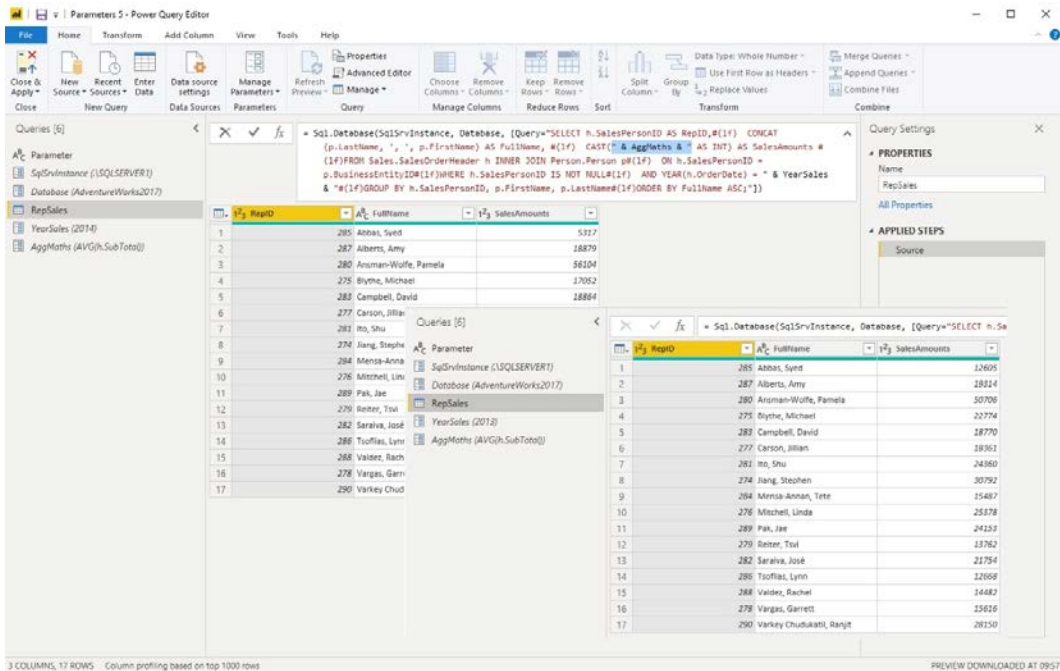 Parameters 5 - Power Query Editor
File Home Transform Add Column View Tools Help
Close & Apply
New Source
Recent Sources
Enter Data
Data source settings
Manage Parameters
Refresh Preview
Properties
Advanced Editor
Manage
Choose Columns
Remove Columns
Keep Rows
Remove Rows
Split Column
Group By
Data Type: Whole Number
Use First Row as Headers
Replace Values
Merge Queries
Append Queries
Combine Files
Close New Query Data Sources Parameters Query Manage Columns Reduce Rows Sort Transform Combine
Queries [6]
Parameter
SqlSrvInstance (.\SQLSERVER1)
Database (AdventureWorks2017)
RepSales
YearSales (2014)
AggMaths (AVG(h.SubTotal))
= Sql.Database(SqlSrvInstance, Database, [Query="SELECT h.SalesPersonID AS RepID,#(lf) CONCAT
(p.LastName, ', ', p.FirstName) AS FullName, #(lf) CAST(" & AggMaths & " AS INT) AS SalesAmounts #
(lf)FROM Sales.SalesOrderHeader h INNER JOIN Person.Person p#(lf) ON h.SalesPersonID =
p.BusinessEntityID#(lf)WHERE h.SalesPersonID IS NOT NULL#(lf) AND YEAR(h.OrderDate) = " & YearSales
& "#(lf)GROUP BY h.SalesPersonID, p.FirstName, p.LastName#(lf)ORDER BY FullName ASC;"])
RepID FullName SalesAmounts
1 285 Abbas, Syed 5317
2 287 Alberts, Amy 18879
3 280 Ansman-Wolfe, Pamela 56104
4 275 Blythe, Michael 17052
5 283 Campbell, David 18864
6 277 Carson, Jillian
7 281 Ito, Shu
8 274 Jiang, Stephe
9 284 Mensa-Anna
10 276 Mitchell, Lind
11 289 Pak, Jae
12 279 Reiter, Tsvi
13 282 Saraiva, José
14 286 Tsoflias, Lynn
15 288 Valdez, Rach
16 278 Vargas, Garr
17 290 Varkey Chud
Query Settings
PROPERTIES
Name
RepSales
All Properties
APPLIED STEPS
Source
Queries [6]
Parameter
SqlSrvInstance (.\SQLSERVER1)
Database (AdventureWorks2017)
RepSales
YearSales (2013)
AggMaths (AVG(h.SubTotal))
= Sql.Database(SqlSrvInstance, Database, [Query="SELECT h.Sa
RepID FullName SalesAmounts
1 285 Abbas, Syed 12605
2 287 Alberts, Amy 19314
3 280 Ansman-Wolfe, Pamela 50706
4 275 Blythe, Michael 22774
5 283 Campbell, David 18770
6 277 Carson, Jillian 18361
7 281 Ito, Shu 24360
8 274 Jiang, Stephen 30792
9 284 Mensa-Annan, Tete 15487
10 276 Mitchell, Linda 25378
11 289 Pak, Jae 24153
12 279 Reiter, Tsvi 13762
13 282 Saraiva, José 21754
14 286 Tsoflias, Lynn 12668
15 288 Valdez, Rachel 14482
16 278 Vargas, Garrett 15616
17 290 Varkey Chudukatil, Ranjit 28150
3 COLUMNS, 17 ROWS Column profiling based on top 1000 rows
PREVIEW DOWNLOADED AT 09:57